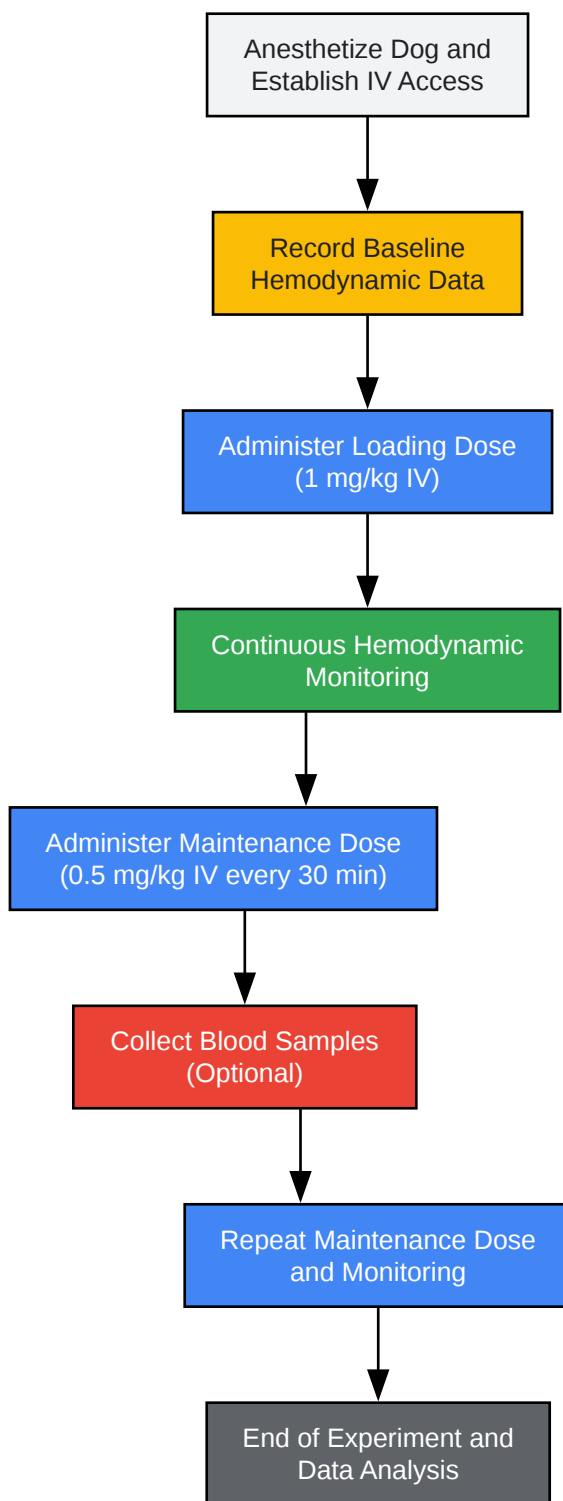 Anesthetize Dog and
Establish IV Access
Record Baseline
Hemodynamic Data
Administer Loading Dose
(1 mg/kg IV)
Continuous Hemodynamic
Monitoring
Administer Maintenance Dose
(0.5 mg/kg IV every 30 min)
Collect Blood Samples
(Optional)
Repeat Maintenance Dose
and Monitoring
End of Experiment and
Data Analysis